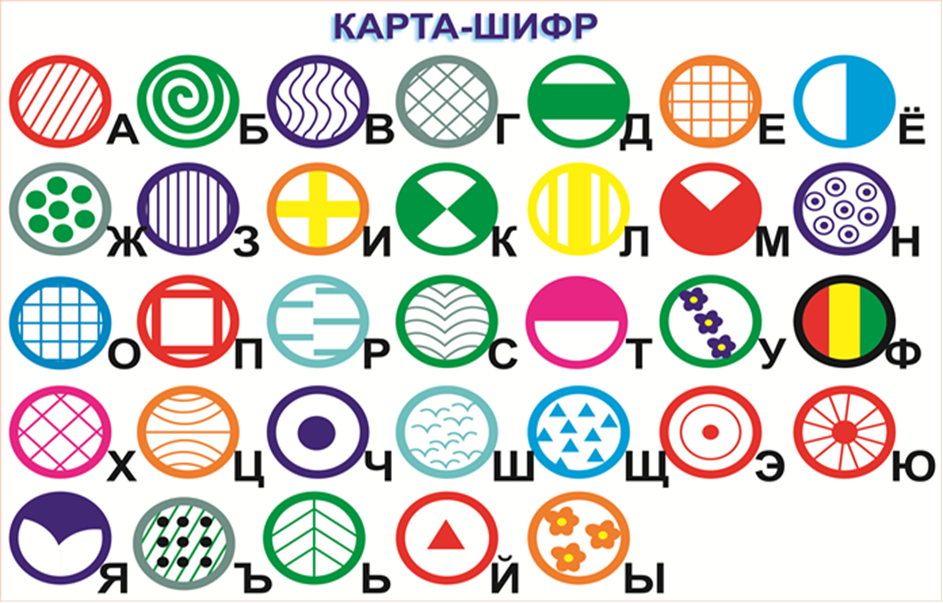 КАРТА-ШИФР
А Б В Г Д Е Ё
Ж З И К Л М Н
О П Р С Т У Ф
Х Ц Ч Ш Щ Э Ю
Я Ъ Ь Й Ы